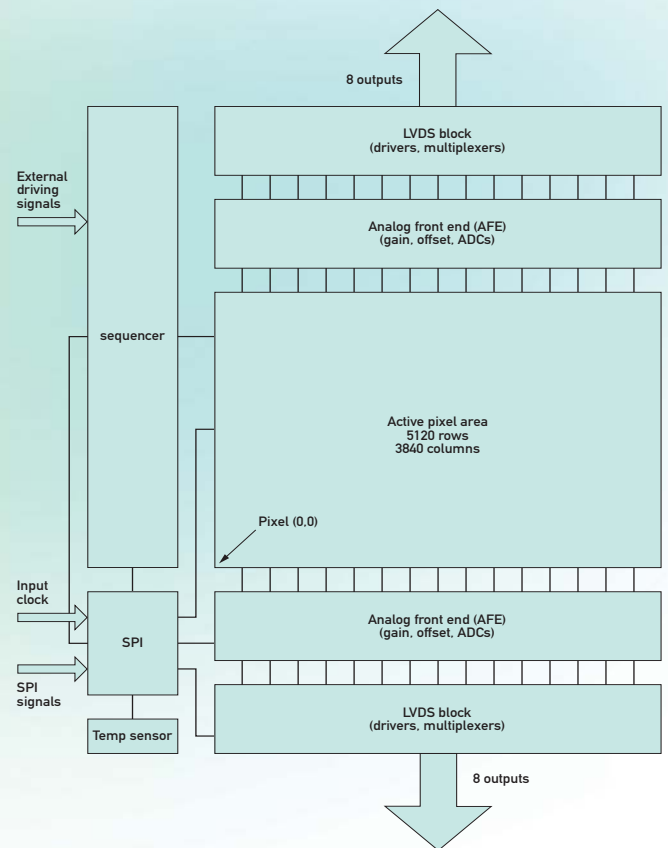 8 outputs
LVDS block
(drivers, multiplexers)
External
driving
signals
Analog front end (AFE)
(gain, offset, ADCs)
sequencer
Active pixel area
5120 rows
3840 columns
Pixel (0,0)
Input
clock
SPI
Analog front end (AFE)
(gain, offset, ADCs)
SPI
signals
LVDS block
(drivers, multiplexers)
Temp sensor
8 outputs